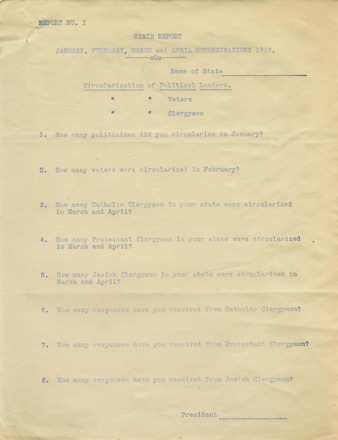 REPORT NO. I
STATE REPORT
JANUARY, FEBUARY, MARCH and APRIL DEMONSTRAIONS 1917.
--oOo--
Name of State____________
Circularization of Political Leaders.
" " Voters
" " Clergymen
1. How many politicians did you circularize in January?
2. How many voters were circularized in February?
3. How many Catholic Clergymen in your state were circularized
in March and April?
4. How many Protestant Clergymen in your state were circularized
in March and April?
5. How many Jewish Clergymen in your state were circularized in
March and April?
6. How many responses have you received from Catholic Clergymen?
7. How many responses have you received from Protestant Clergymen?
8. How many responses have you received from Jewish Clergymen?
President____________